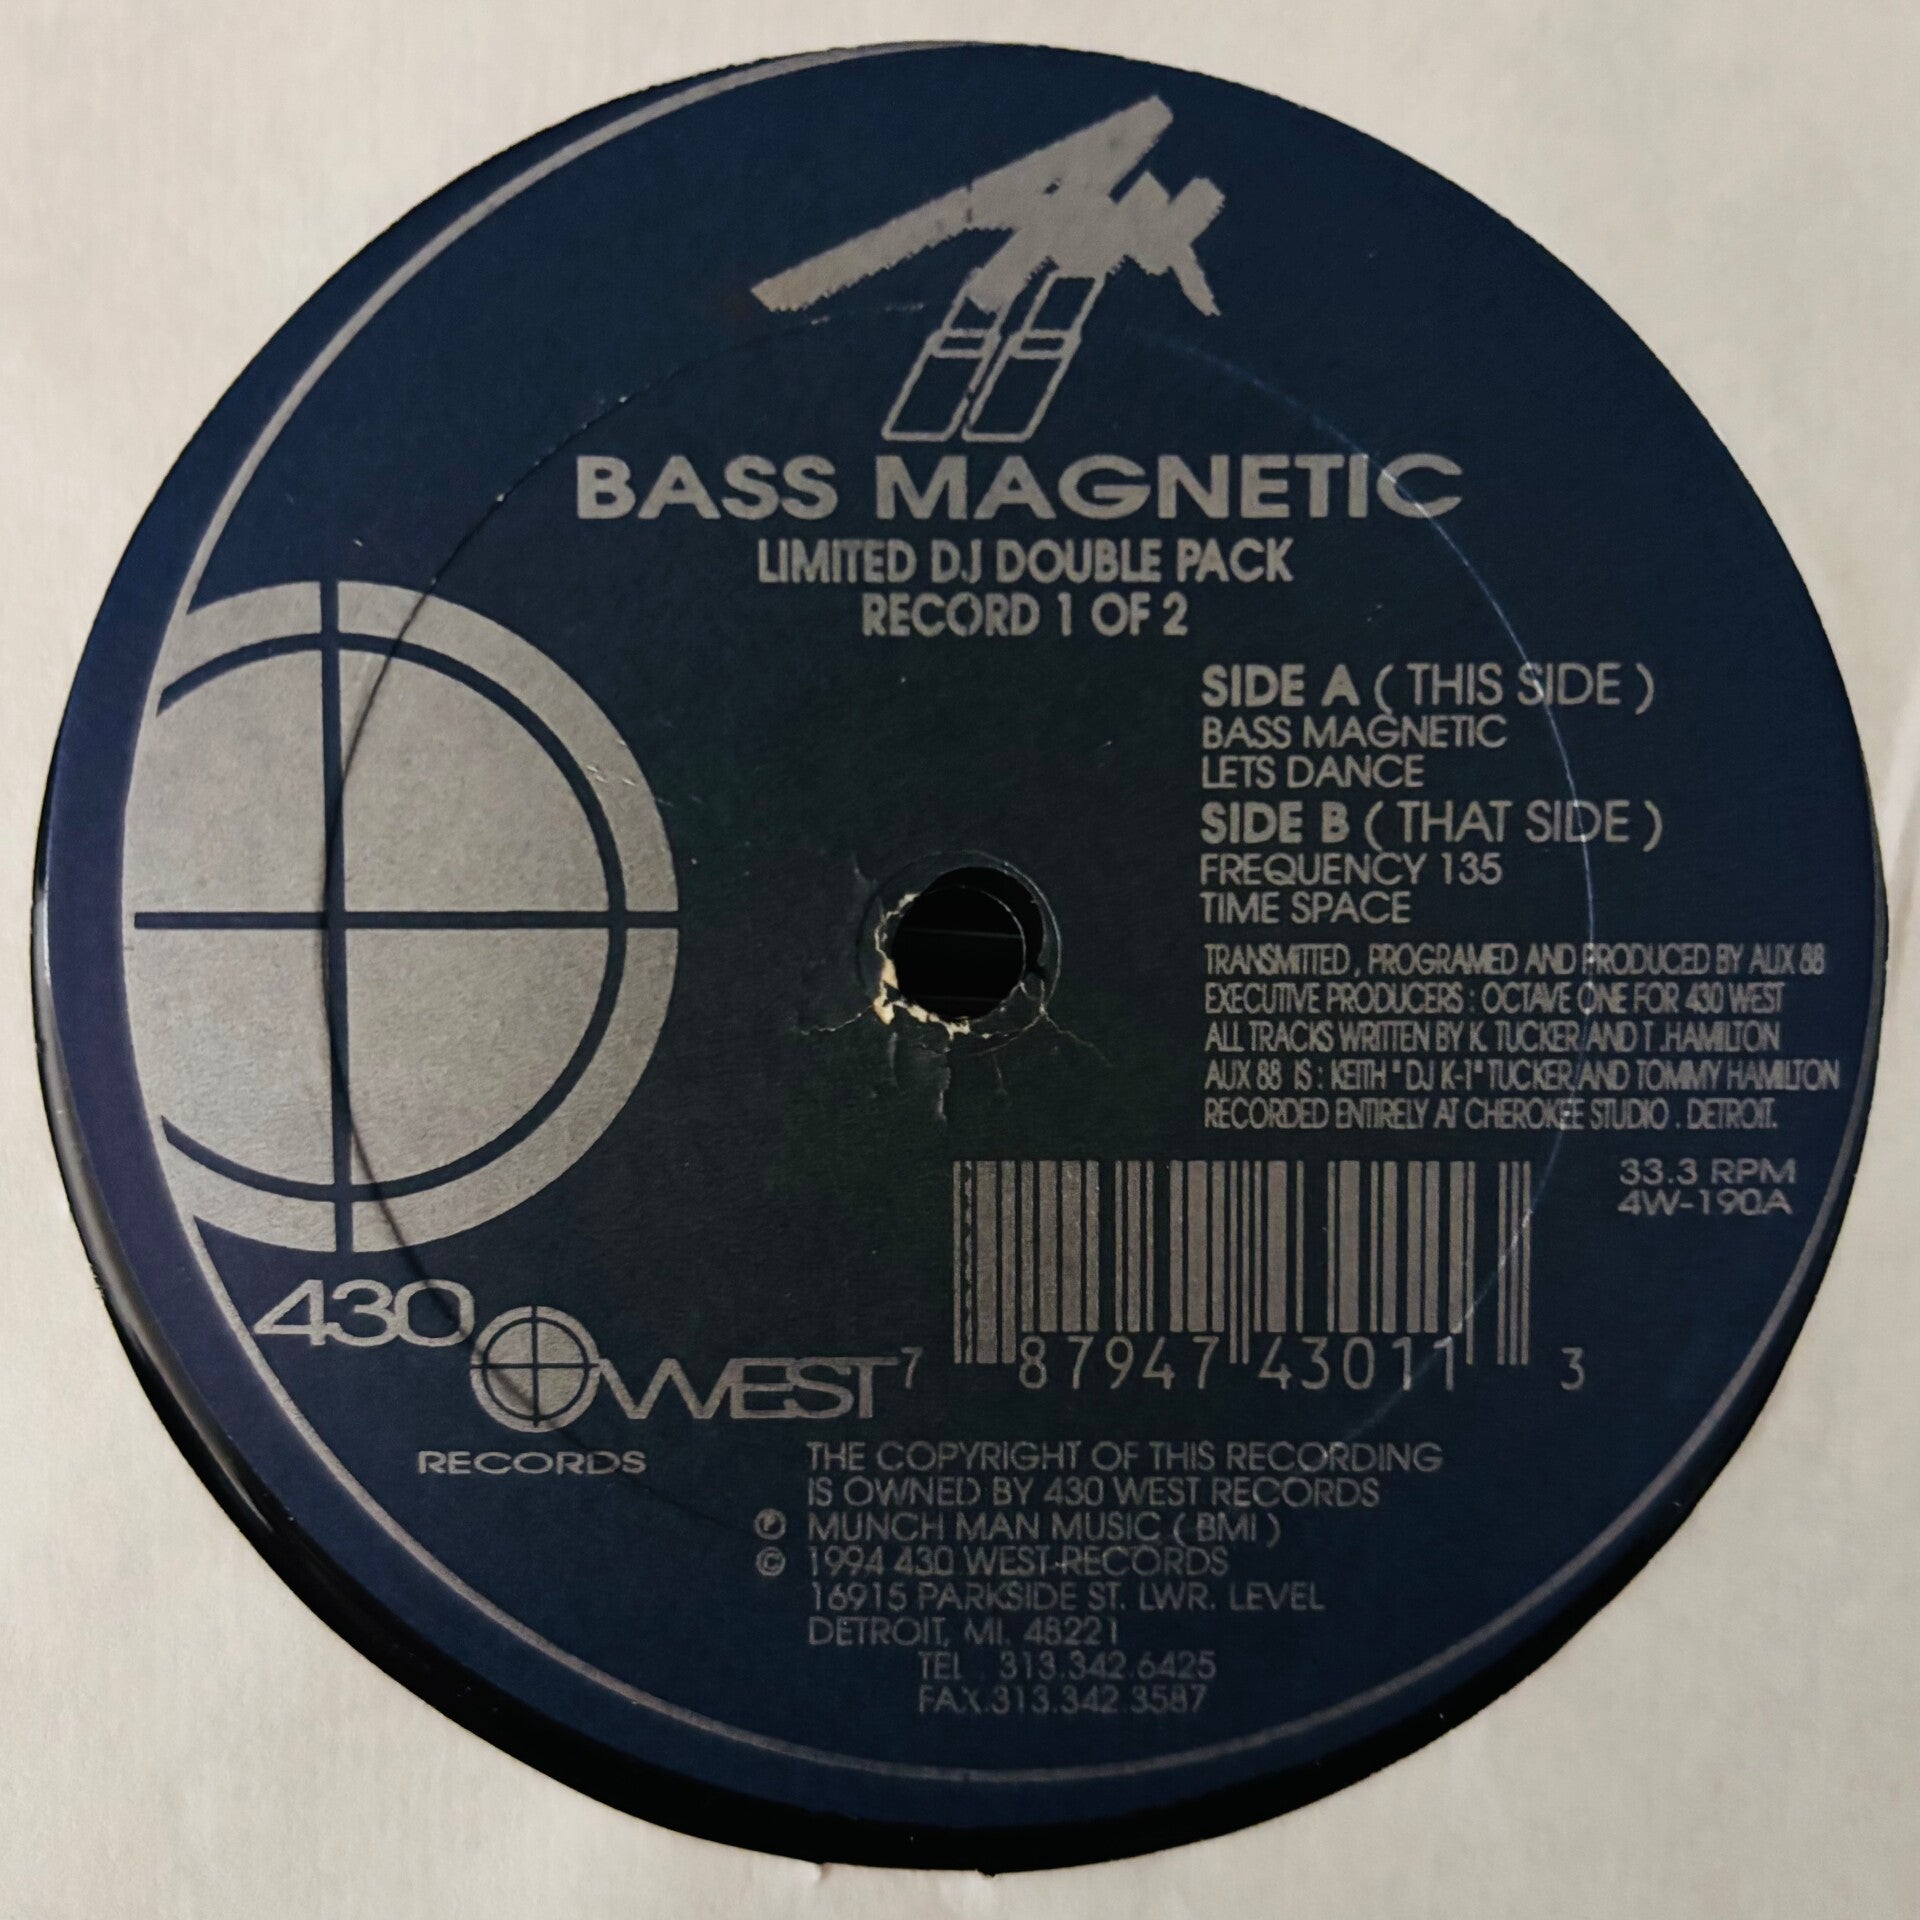 BASS MAGNETIC
LIMITED DJ DOUBLE PACK
RECORD 1 OF 2
SIDE A ( THIS SIDE )
BASS MAGNETIC
LETS DANCE
SIDE B ( THAT SIDE )
FREQUENCY 135
TIME SPACE
TRANSMITTED , PROGRAMED AND PRODUCED BY AUX 88
EXECUTIVE PRODUCERS : OCTAVE ONE FOR 430 WEST
ALL TRACKS WRITTEN BY K. TUCKER AND T .HAMILTON
AUX 88 IS : KEITH "DJ K-1" TUCKER AND TOMMY HAMILTON
RECORDED ENTIRELY AT CHEROKEE STUDIO . DETROIT.
33.3 RPM
4W-190A
430 WEST
RECORDS
7 87947 43011 3
THE COPYRIGHT OF THIS RECORDING
IS OWNED BY 430 WEST RECORDS
℗ MUNCH MAN MUSIC ( BMI )
© 1994 430 WEST RECORDS
16915 PARKSIDE ST. LWR. LEVEL
DETROIT, MI. 48221
TEL . 313.342.6425
FAX.313.342.3587